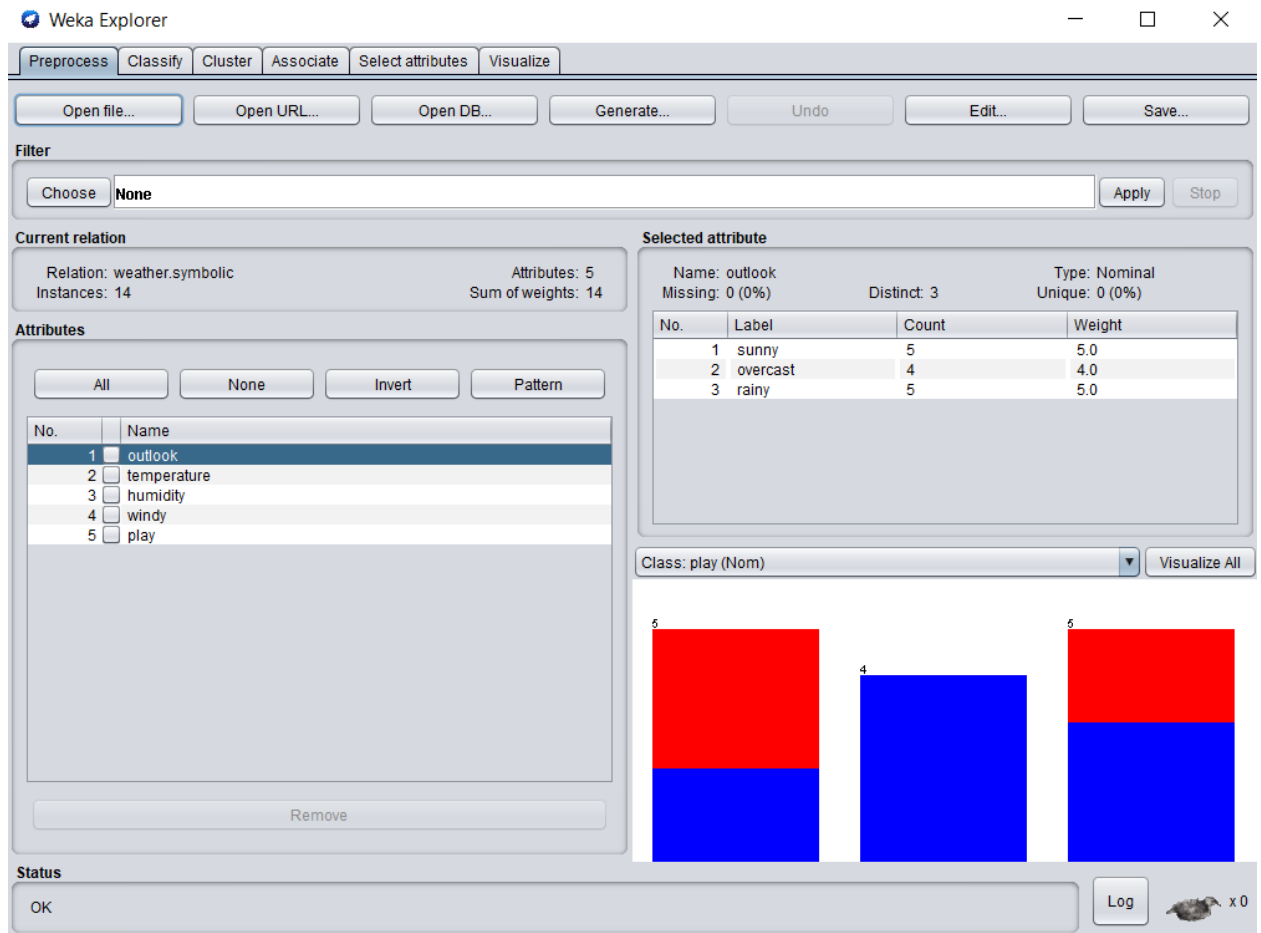 Weka Explorer
Preprocess Classify Cluster Associate Select attributes Visualize
Open file... Open URL... Open DB... Generate... Undo Edit... Save...
Filter
Choose None Apply Stop
Current relation
Relation: weather.symbolic Attributes: 5
Instances: 14 Sum of weights: 14
Attributes
All None Invert Pattern
No. Name
1 outlook
2 temperature
3 humidity
4 windy
5 play
Remove
Selected attribute
Name: outlook Type: Nominal
Missing: 0 (0%) Distinct: 3 Unique: 0 (0%)
No. Label Count Weight
1 sunny 5 5.0
2 overcast 4 4.0
3 rainy 5 5.0
Class: play (Nom) Visualize All
5 4 5
Status
OK Log x 0